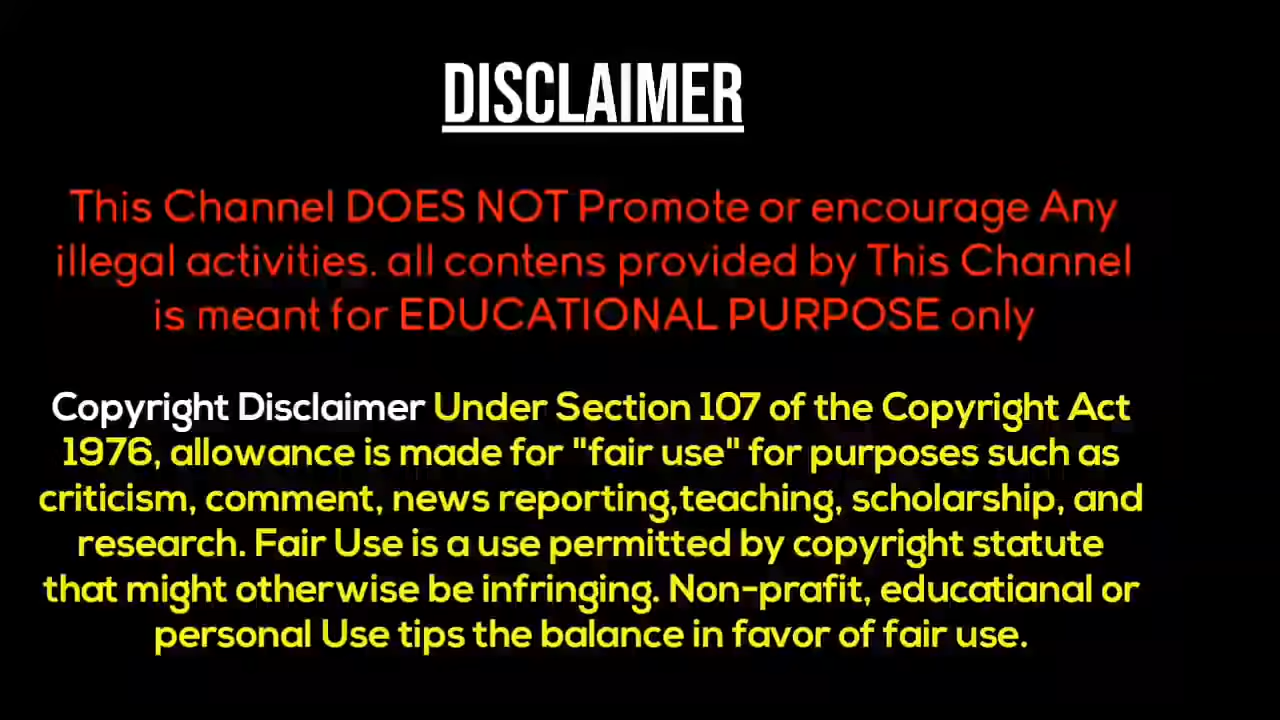 DISCLAIMER
This Channel DOES NOT Promote or encourage Any
illegal activities. all contens provided by This Channel
is meant for EDUCATIONAL PURPOSE only
Copyright Disclaimer Under Section 107 of the Copyright Act
1976, allowance is made for "fair use" for purposes such as
criticism, comment, news reporting,teaching, scholarship, and
research. Fair Use is a use permitted by copyright statute
that might otherwise be infringing. Non-prafit, educatianal or
personal Use tips the balance in favor of fair use.